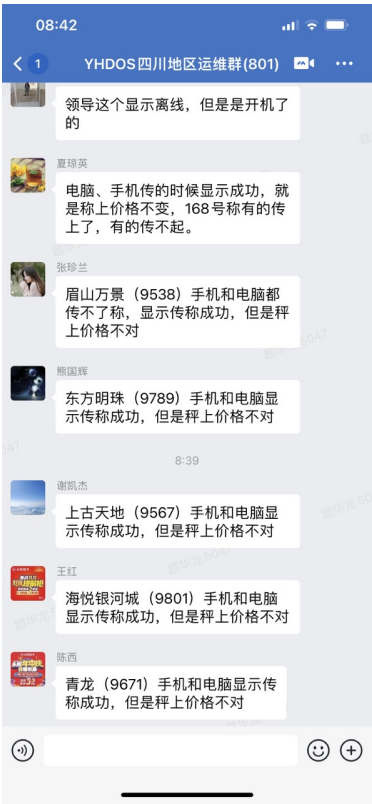 08:42
1
YHDOS四川地区运维群(801)
领导这个显示离线，但是是开机了
的
夏琼英
电脑、手机传的时候显示成功，就
是称上价格不变，168号称有的传
上了，有的传不起。
张珍兰
眉山万景（9538）手机和电脑都
传不了称，显示传称成功，但是秤
上价格不对
熊国辉
东方明珠（9789）手机和电脑显
示传称成功，但是秤上价格不对
8:39
谢凯杰
上古天地（9567）手机和电脑显
示传称成功，但是秤上价格不对
王红
海悦银河城（9801）手机和电脑
显示传称成功，但是秤上价格不对
陈西
青龙（9671）手机和电脑显示传
称成功，但是秤上价格不对